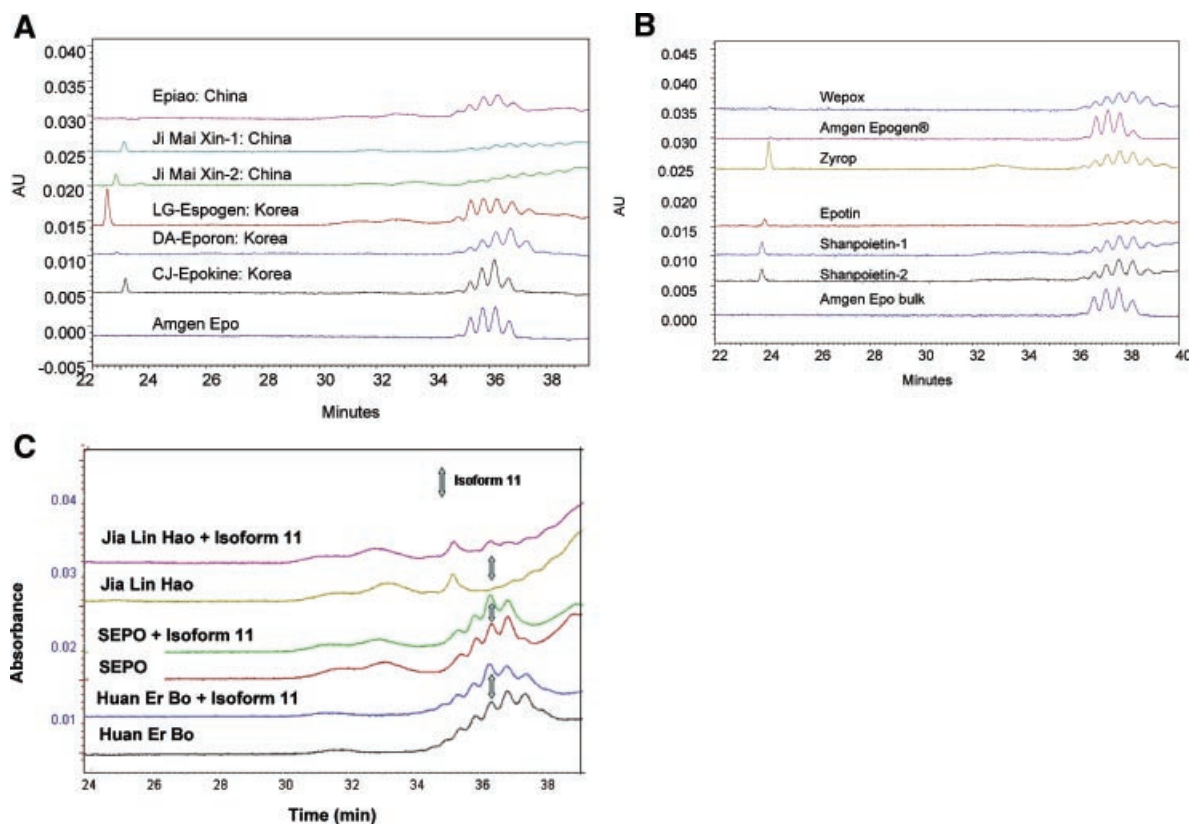 A
0.040
0.035
0.030
0.025
0.020
0.015
0.010
0.005
0.000
-0.005
AU
Epiao: China
Ji Mai Xin-1: China
Ji Mai Xin-2: China
LG-Espogen: Korea
DA-Eporon: Korea
CJ-Epokine: Korea
Amgen Epo
22 24 26 28 30 32 34 36 38
Minutes
B
0.045
0.040
0.035
0.030
0.025
0.015
0.010
0.005
0.000
AU
Wepox
Amgen Epogen®
Zyrop
Epotin
Shanpoietin-1
Shanpoietin-2
Amgen Epo bulk
22 24 26 28 30 32 34 36 38 40
Minutes
C
Isoform 11
0.04
0.03
0.02
0.01
Absorbance
Jia Lin Hao + Isoform 11
Jia Lin Hao
SEPO + Isoform 11
SEPO
Huan Er Bo + Isoform 11
Huan Er Bo
24 26 28 30 32 34 36 38
Time (min)